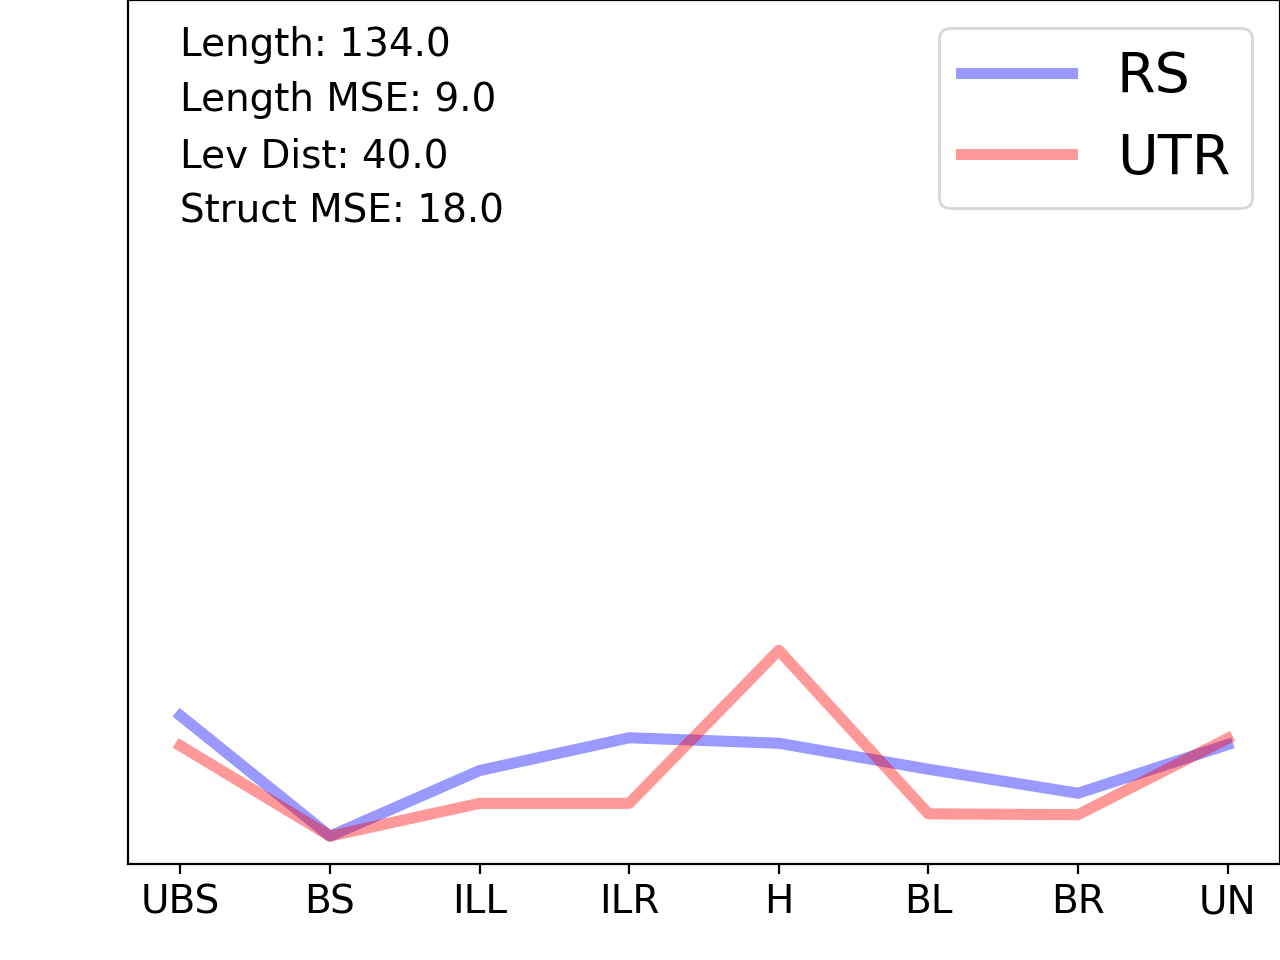 Length: 134.0
Length MSE: 9.0
Lev Dist: 40.0
Struct MSE: 18.0
RS
UTR
UBS BS ILL ILR H BL BR UN